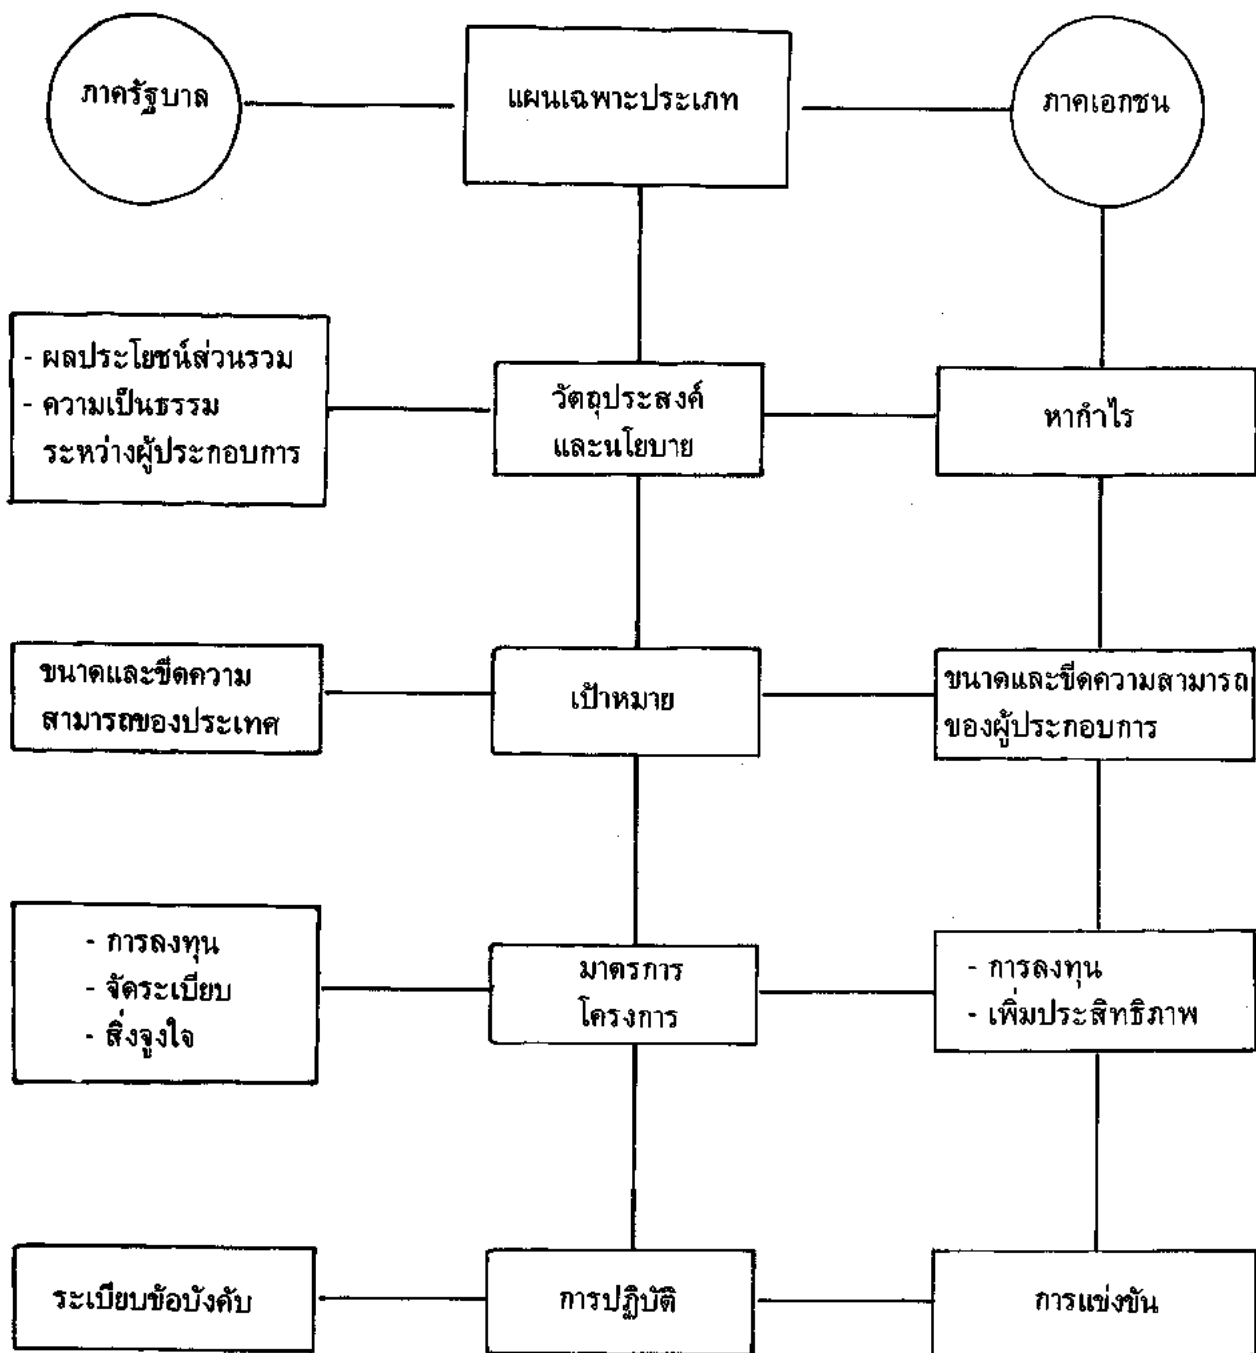 ภาครัฐบาล
แผนเฉพาะประเภท
ภาคเอกชน
- ผลประโยชน์ส่วนรวม
- ความเป็นธรรม
ระหว่างผู้ประกอบการ
วัตถุประสงค์
และนโยบาย
หากำไร
ขนาดและขีดความ
สามารถของประเทศ
เป้าหมาย
ขนาดและขีดความสามารถ
ของผู้ประกอบการ
- การลงทุน
- จัดระเบียบ
- สิ่งจูงใจ
มาตรการ
โครงการ
- การลงทุน
- เพิ่มประสิทธิภาพ
ระเบียบข้อบังคับ
การปฏิบัติ
การแข่งขัน